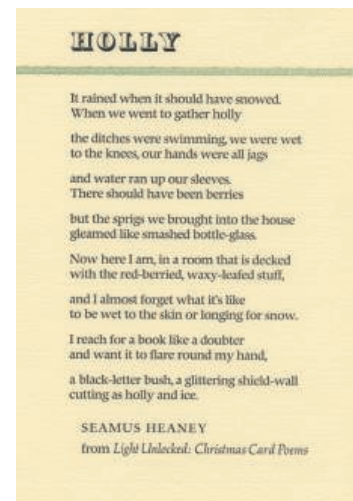 HOLLY
It rained when it should have snowed.
When we went to gather holly
the ditches were swimming, we were wet
to the knees, our hands were all jags
and water ran up our sleeves.
There should have been berries
but the sprigs we brought into the house
gleamed like smashed bottle-glass.
Now here I am, in a room that is decked
with the red-berried, waxy-leafed stuff,
and I almost forget what it's like
to be wet to the skin or longing for snow.
I reach for a book like a doubter
and want it to flare round my hand,
a black-letter bush, a glittering shield-wall
cutting as holly and ice.
SEAMUS HEANEY
from Light Unlocked: Christmas Card Poems